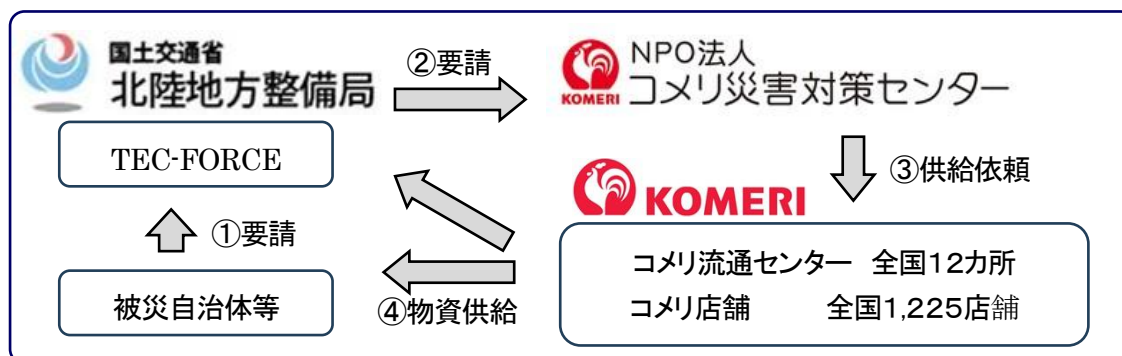 国土交通省
北陸地方整備局
②要請
KOMERI
NPO法人
コメリ災害対策センター
TEC-FORCE
③供給依頼
KOMERI
①要請
コメリ流通センター 全国12カ所
コメリ店舗 全国1,225店舗
被災自治体等
④物資供給